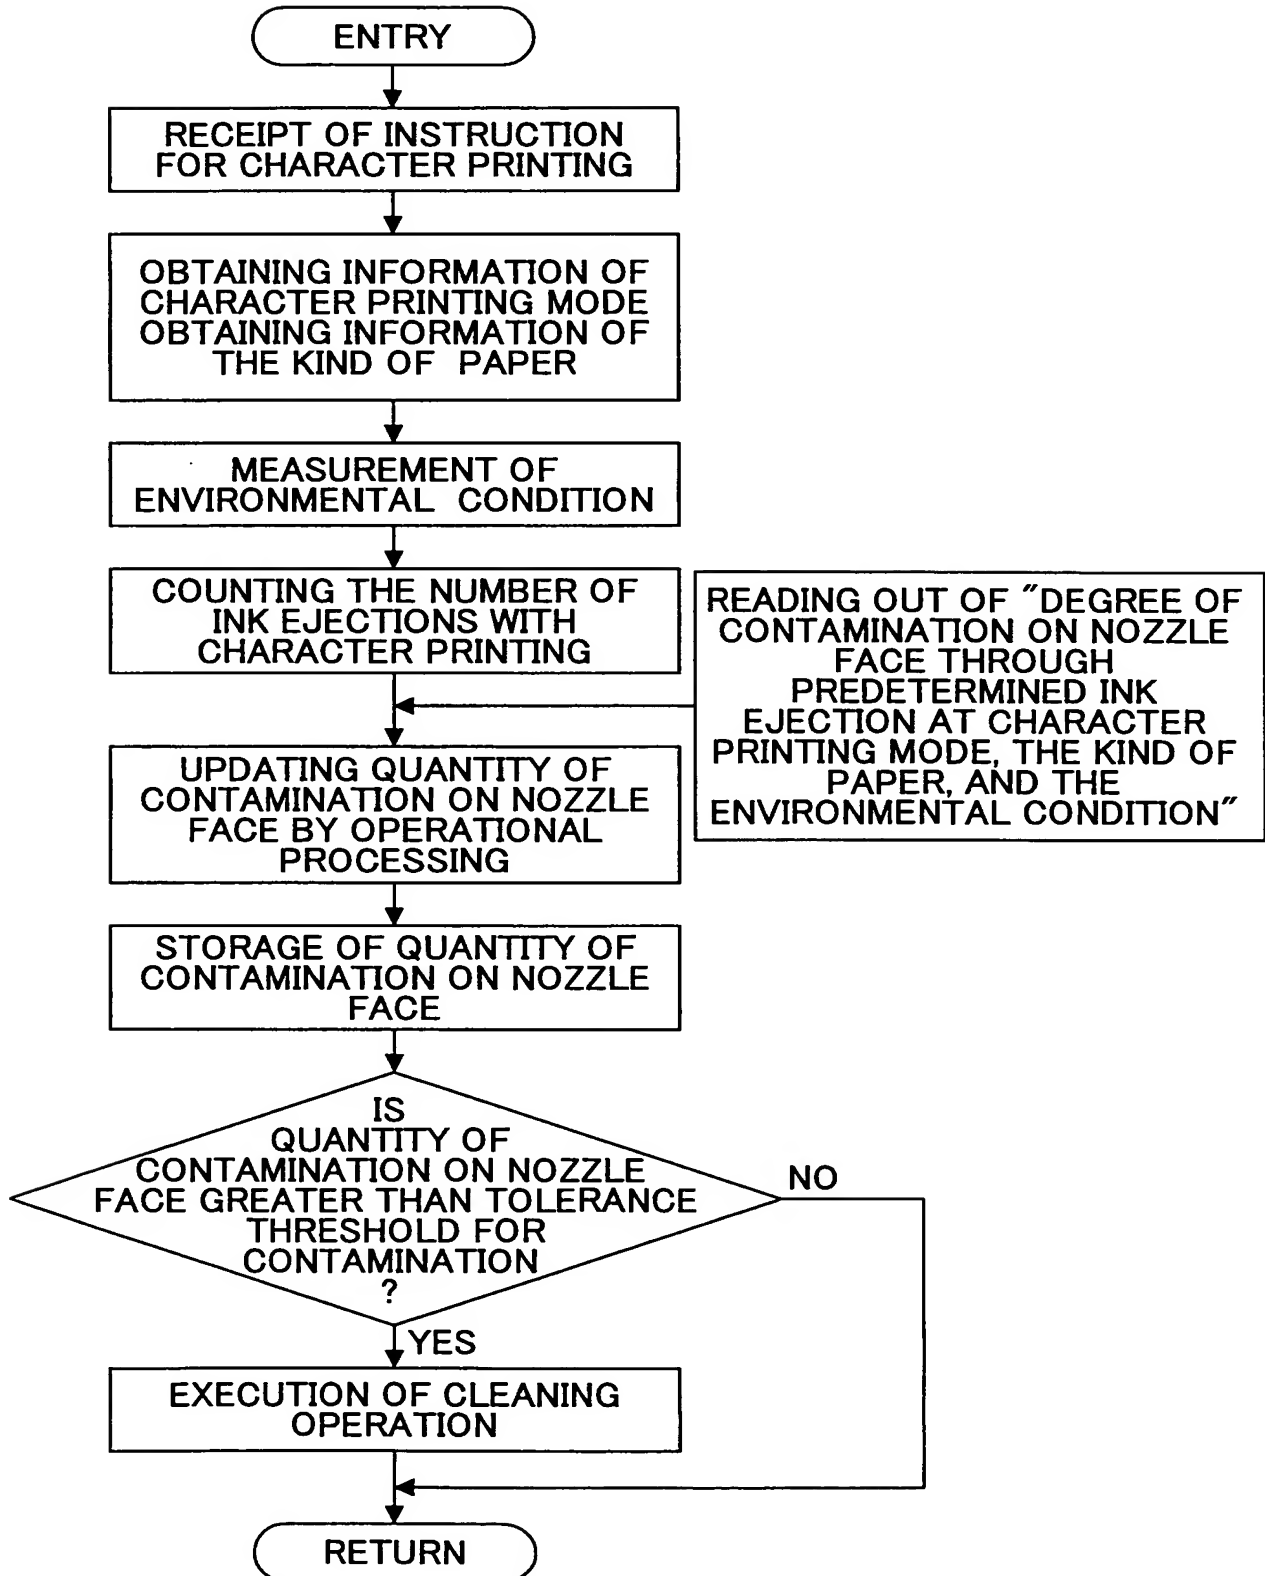 ENTRY
RECEIPT OF INSTRUCTION
FOR CHARACTER PRINTING
OBTAINING INFORMATION OF
CHARACTER PRINTING MODE
OBTAINING INFORMATION OF
THE KIND OF PAPER
MEASUREMENT OF
ENVIRONMENTAL CONDITION
COUNTING THE NUMBER OF
INK EJECTIONS WITH
CHARACTER PRINTING
READING OUT OF "DEGREE OF
CONTAMINATION ON NOZZLE
FACE THROUGH
PREDETERMINED INK
EJECTION AT CHARACTER
PRINTING MODE, THE KIND OF
PAPER, AND THE
ENVIRONMENTAL CONDITION"
UPDATING QUANTITY OF
CONTAMINATION ON NOZZLE
FACE BY OPERATIONAL
PROCESSING
STORAGE OF QUANTITY OF
CONTAMINATION ON NOZZLE
FACE
IS
QUANTITY OF
CONTAMINATION ON NOZZLE
FACE GREATER THAN TOLERANCE
THRESHOLD FOR
CONTAMINATION
?
NO
YES
EXECUTION OF CLEANING
OPERATION
RETURN